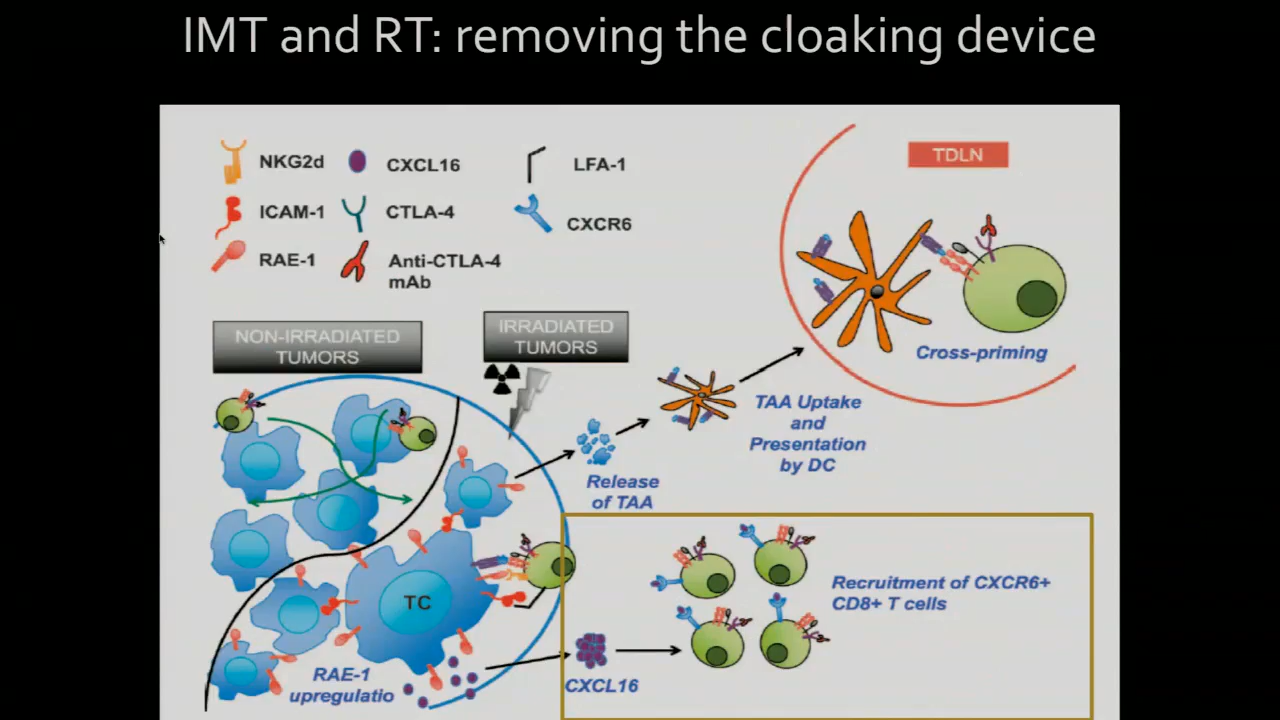 IMT and RT: removing the cloaking device
NKG2d
CXCL16
LFA-1
ICAM-1
CTLA-4
CXCR6
RAE-1
Anti-CTLA-4
mAb
TDLN
NON-IRRADIATED
TUMORS
IRRADIATED
TUMORS
Cross-priming
TAA Uptake
and
Presentation
by DC
Release
of TAA
TC
Recruitment of CXCR6+
CD8+ T cells
RAE-1
upregulatio
CXCL16